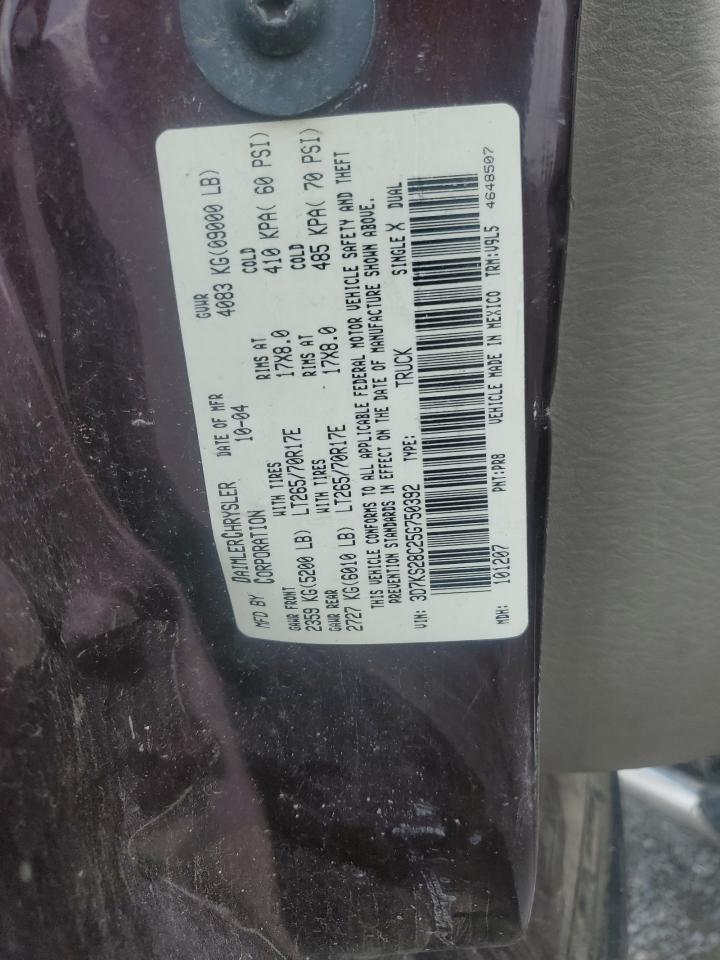 MFD BY DAIMLERCHRYSLER DATE OF MFR GVWR
CORPORATION 10-04 4083 KG(09000 LB)
GAWR FRONT WITH TIRES RIMS AT COLD
2359 KG(5200 LB) LT265/70R17E 17X8.0 410 KPA( 60 PSI)
GAWR REAR WITH TIRES RIMS AT COLD
2727 KG(6010 LB) LT265/70R17E 17X8.0 485 KPA( 70 PSI)
THIS VEHICLE CONFORMS TO ALL APPLICABLE FEDERAL MOTOR VEHICLE SAFETY AND THEFT
PREVENTION STANDARDS IN EFFECT ON THE DATE OF MANUFACTURE SHOWN ABOVE.
VIN: 3D7KS28C25G750392 TYPE: TRUCK SINGLE X DUAL
MDH: 101207 PNT:PR8 VEHICLE MADE IN MEXICO TRM:V9L5 4648507